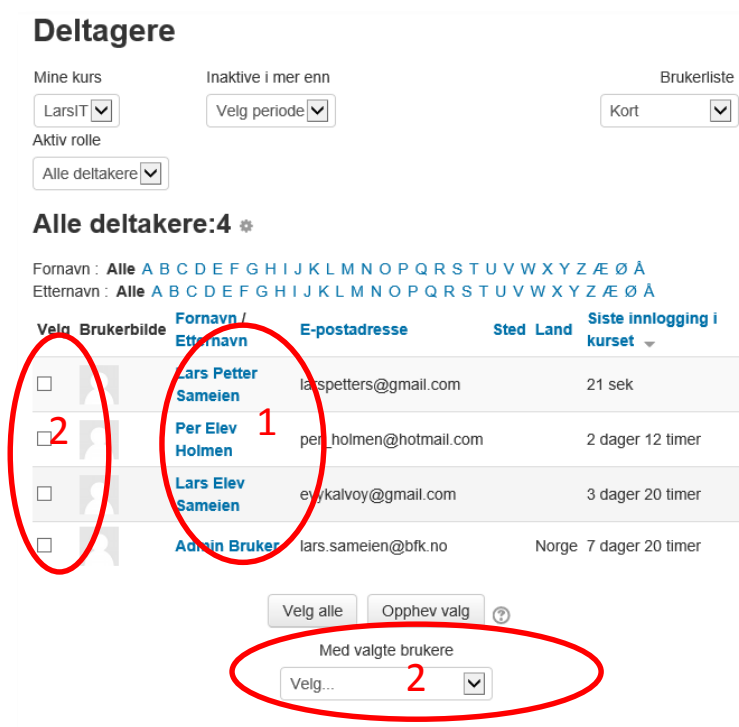 Deltagere
Mine kurs Inaktive i mer enn Brukerliste
LarsIT Velg periode Kort
Aktiv rolle
Alle deltakere
Alle deltakere:4
Fornavn : Alle A B C D E F G H I J K L M N O P Q R S T U V W X Y Z Æ Ø Å
Etternavn : Alle A B C D E F G H I J K L M N O P Q R S T U V W X Y Z Æ Ø Å
Velg Brukerbilde Fornavn / Etternavn E-postadresse Sted Land Siste innlogging i kurset
Lars Petter Sameien larspetters@gmail.com 21 sek
2 Per Elev Holmen 1 per_holmen@hotmail.com 2 dager 12 timer
Lars Elev Sameien evykalvoy@gmail.com 3 dager 20 timer
Admin Bruker lars.sameien@bfk.no Norge 7 dager 20 timer
Velg alle Opphev valg ?
Med valgte brukere
Velg... 2